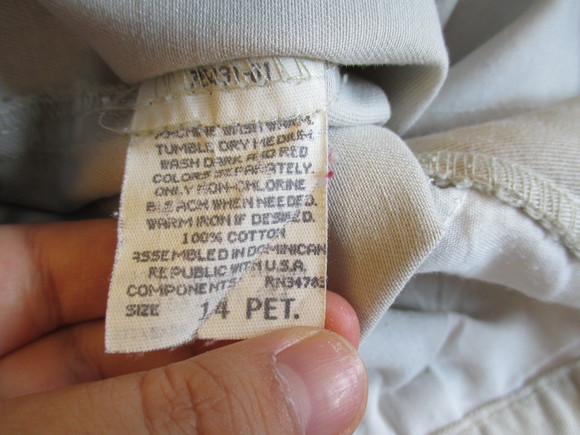 MACHINE WASH WARM.
TUMBLE DRY MEDIUM.
WASH DARK AND RED
COLORS SEPARATELY.
ONLY NON-CHLORINE
BLEACH WHEN NEEDED.
WARM IRON IF DESIRED.
100% COTTON
ASSEMBLED IN DOMINICAN
REPUBLIC WITH U.S.A.
COMPONENTS RN34783
SIZE 14 PET.